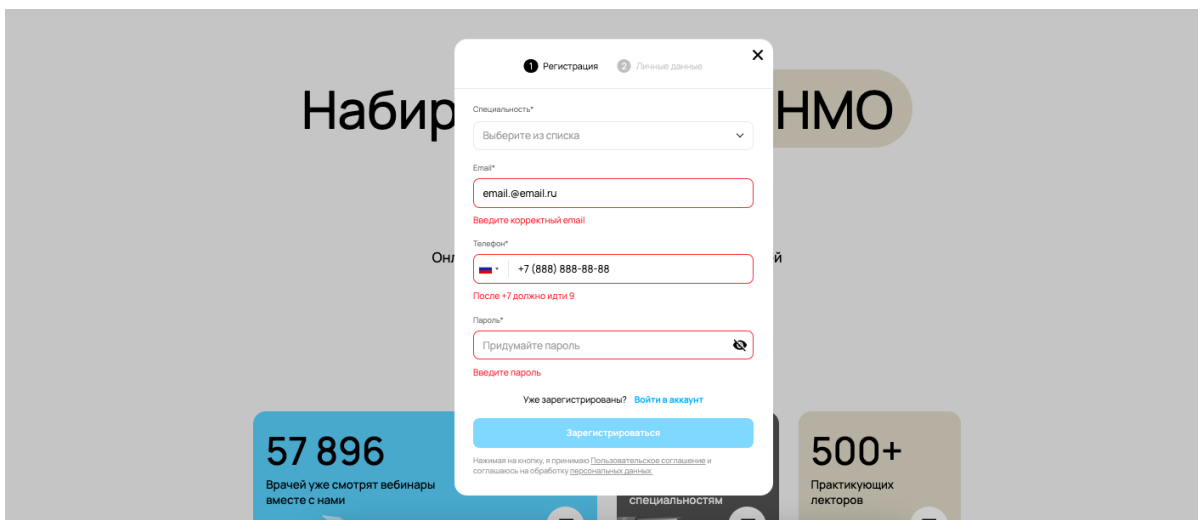 1 Регистрация 2 Личные данные
Набир
НМО
Специальность*
Выберите из списка
Email*
email.@email.ru
Введите корректный email
Телефон*
+7 (888) 888-88-88
После +7 должно идти 9
Пароль*
Придумайте пароль
Введите пароль
Уже зарегистрированы? Войти в аккаунт
Зарегистрироваться
Нажимая на кнопку, я принимаю Пользовательское соглашение и
соглашаюсь на обработку персональных данных.
57 896
Врачей уже смотрят вебинары
вместе с нами
специальностям
500+
Практикующих
лекторов